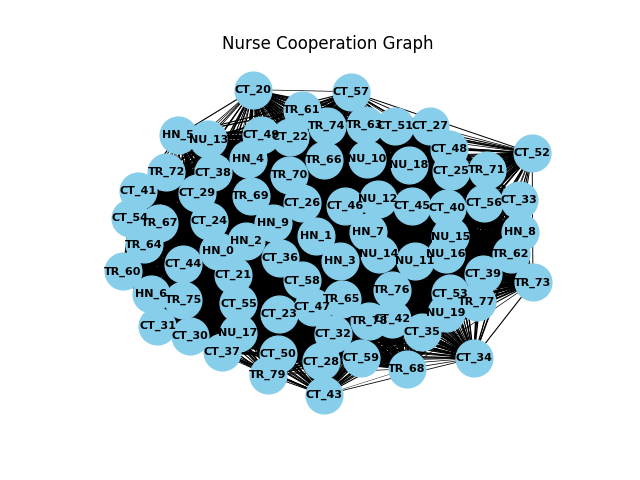 Nurse Cooperation Graph
CT_20
CT_57
TR_61
TR_74
TR_63
CT_51
CT_27
HN_5
NU_13
CT_49
CT_22
CT_48
CT_52
HN_4
TR_66
NU_10
NU_18
CT_25
TR_71
TR_72
CT_38
TR_70
CT_41
CT_29
TR_69
CT_26
CT_46
NU_12
CT_45
CT_40
CT_56
CT_33
CT_54
TR_67
CT_24
HN_9
HN_1
HN_7
NU_15
HN_8
TR_64
HN_0
HN_2
CT_36
HN_3
NU_14
NU_11
NU_16
TR_62
TR_60
CT_44
CT_21
CT_58
CT_39
TR_73
HN_6
TR_75
CT_55
CT_47
TR_65
TR_76
CT_53
TR_77
CT_31
CT_30
NU_17
CT_23
CT_32
TR_78
CT_42
CT_35
NU_19
CT_37
CT_50
CT_28
CT_59
CT_34
TR_79
TR_68
CT_43